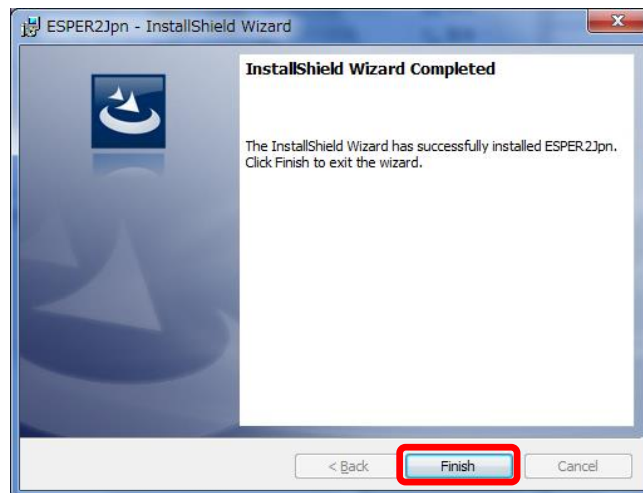 ESPER2Jpn - InstallShield Wizard
InstallShield Wizard Completed
The InstallShield Wizard has successfully installed ESPER2Jpn.
Click Finish to exit the wizard.
< Back
Finish
Cancel